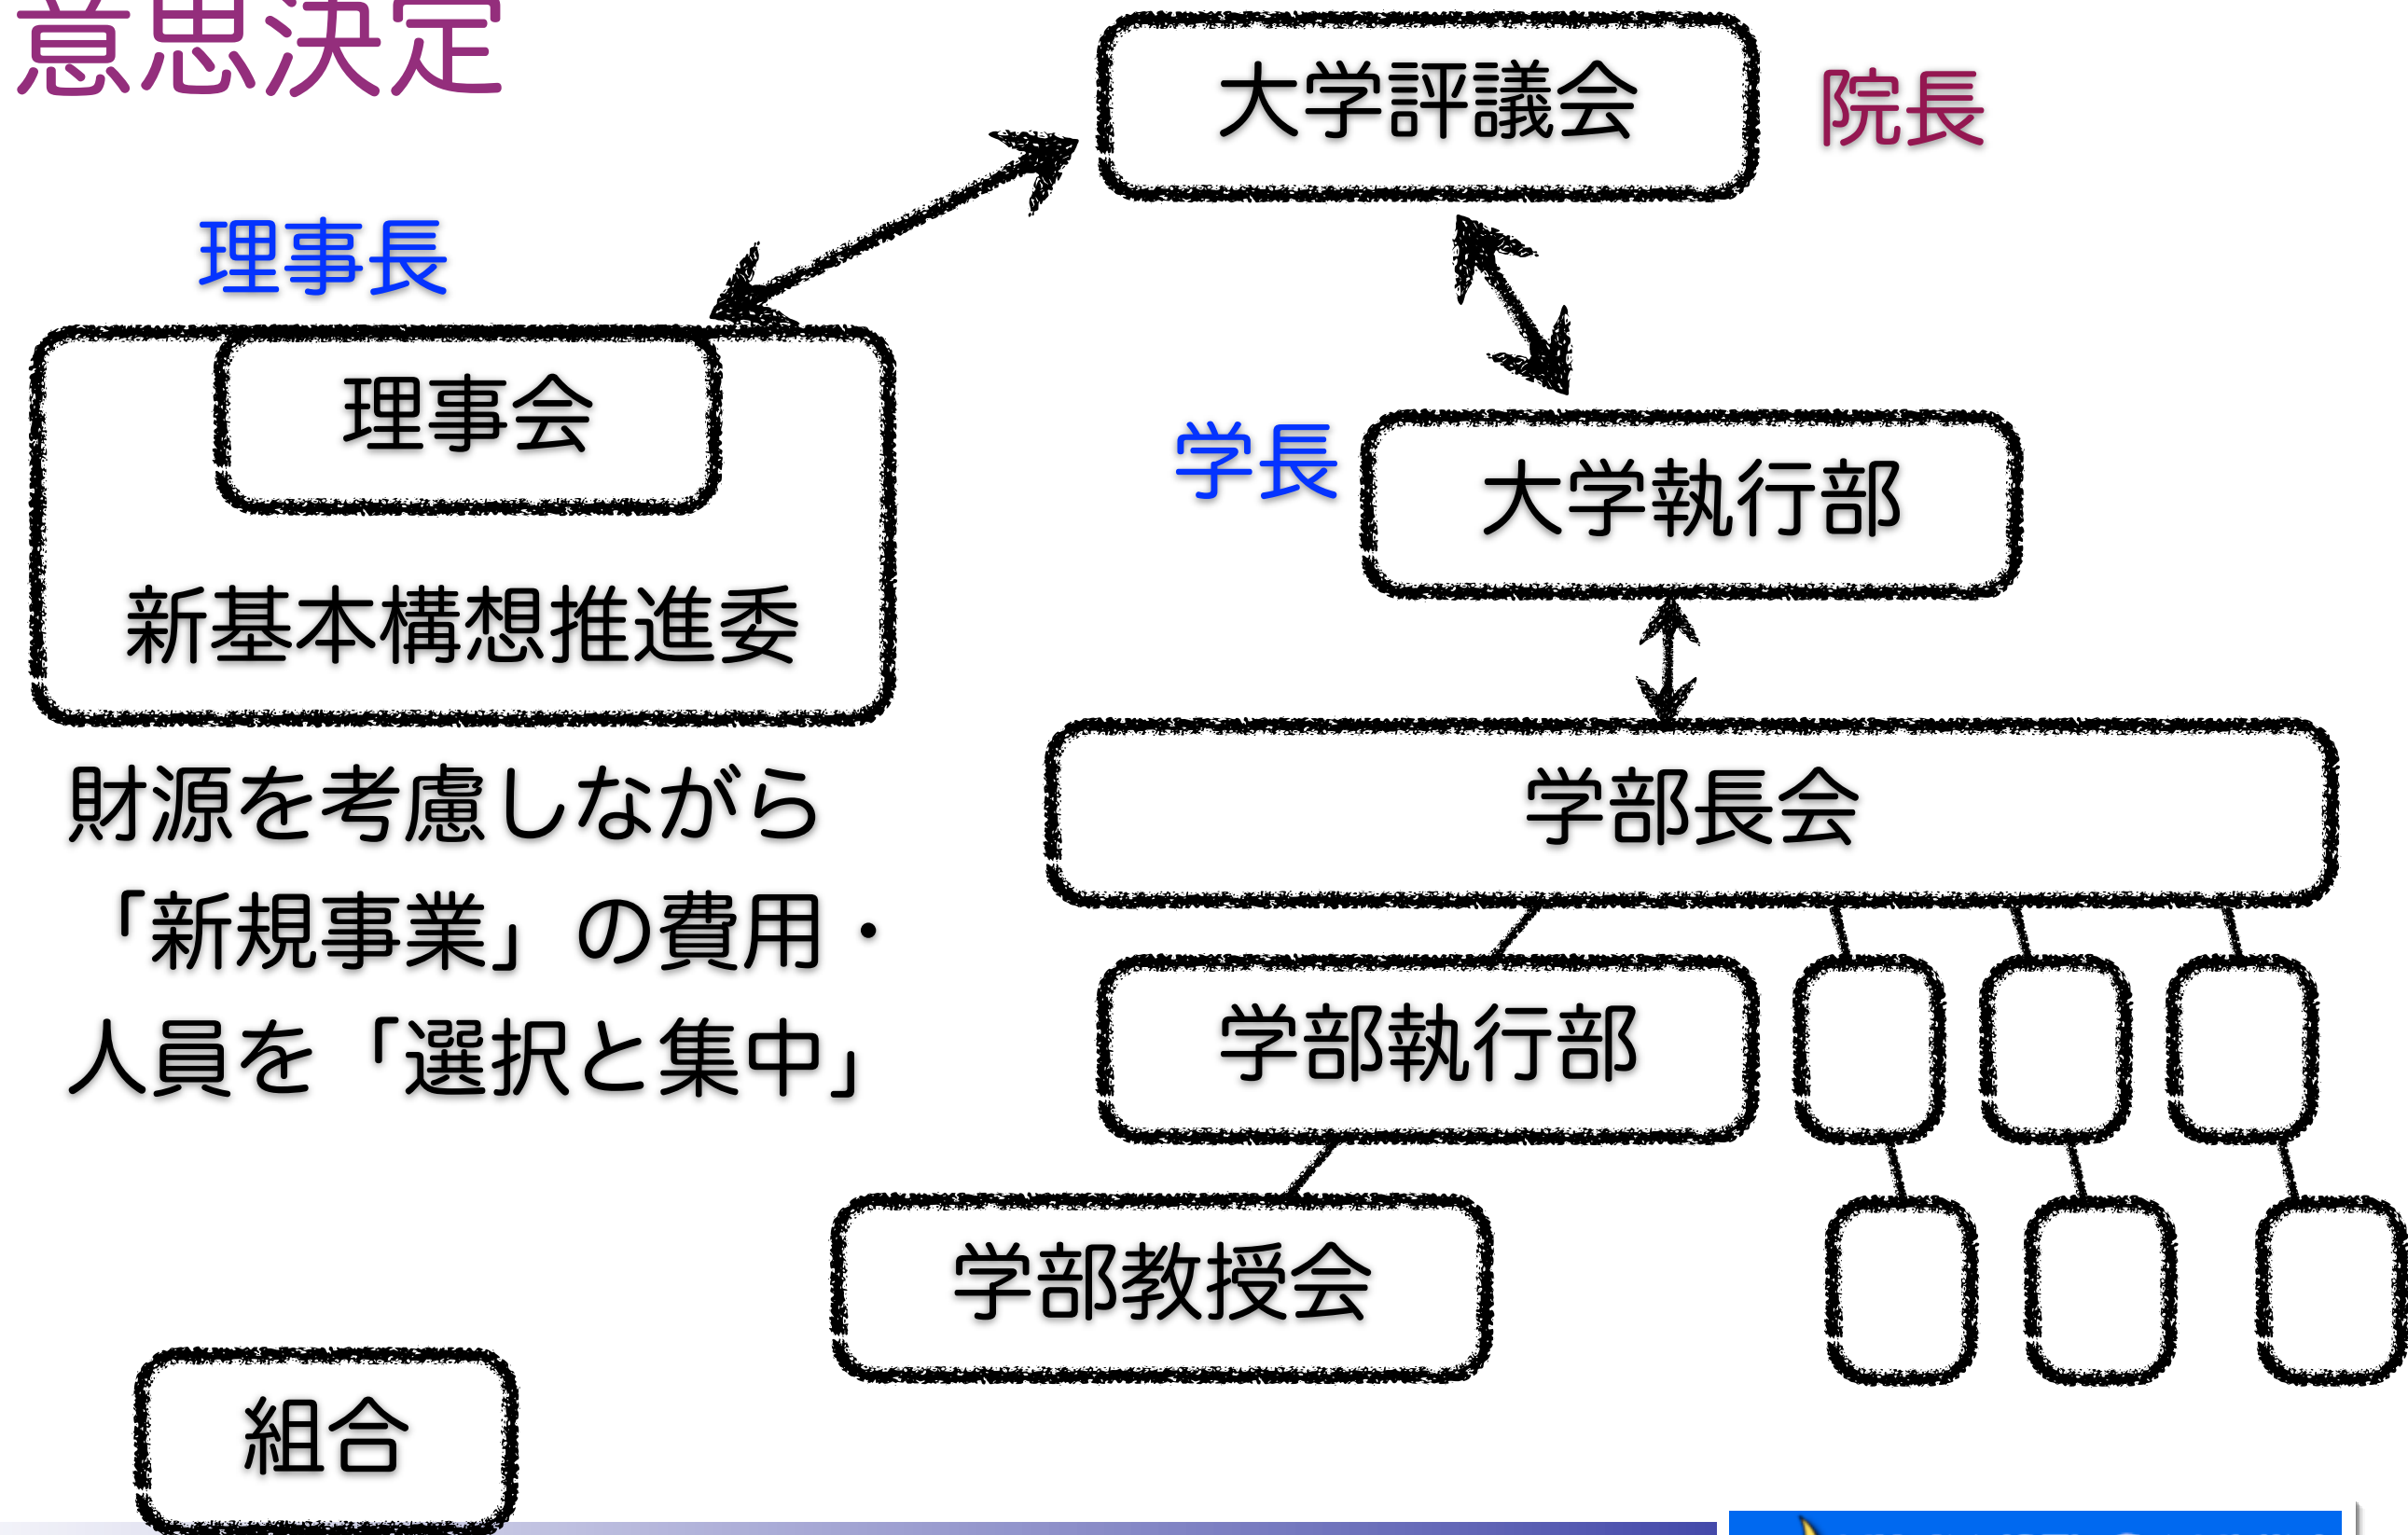 意思決定
大学評議会
院長
理事長
理事会
学長
大学執行部
新基本構想推進委
財源を考慮しながら
「新規事業」の費用・
人員を「選択と集中」
学部長会
学部執行部
学部教授会
組合